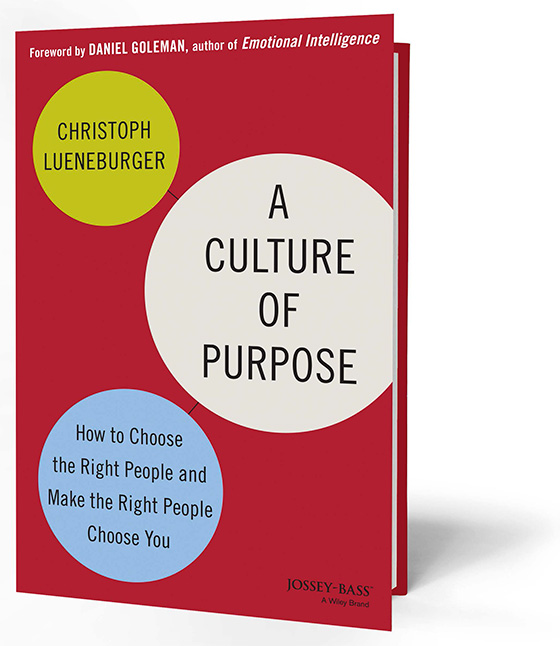 Foreword by DANIEL GOLEMAN, author of Emotional Intelligence
CHRISTOPH
LUENEBURGER
A
CULTURE
OF
PURPOSE
How to Choose
the Right People and
Make the Right People
Choose You
JOSSEY-BASS™
A Wiley Brand